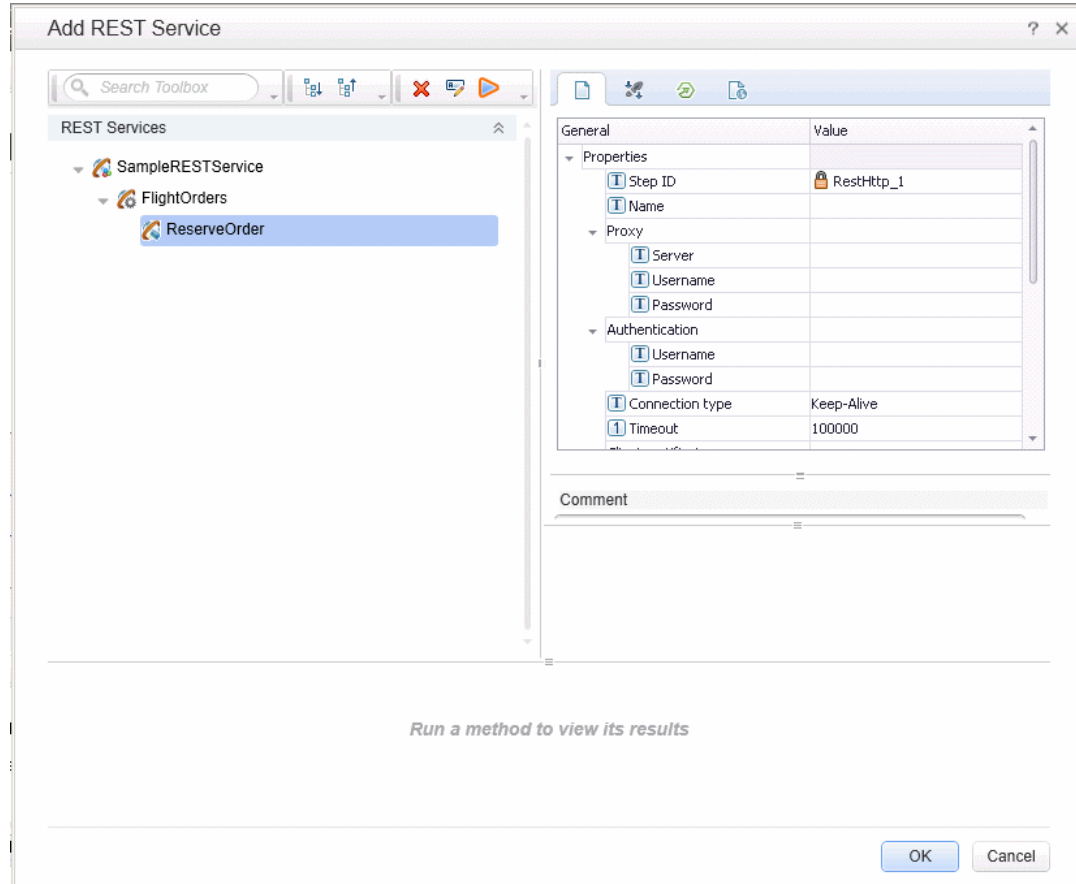 Add REST Service
Search Toolbox
REST Services
SampleRESTService
FlightOrders
ReserveOrder
General Value
Properties
Step ID RestHttp_1
Name
Proxy
Server
Username
Password
Authentication
Username
Password
Connection type Keep-Alive
Timeout 100000
Comment
Run a method to view its results
OK Cancel